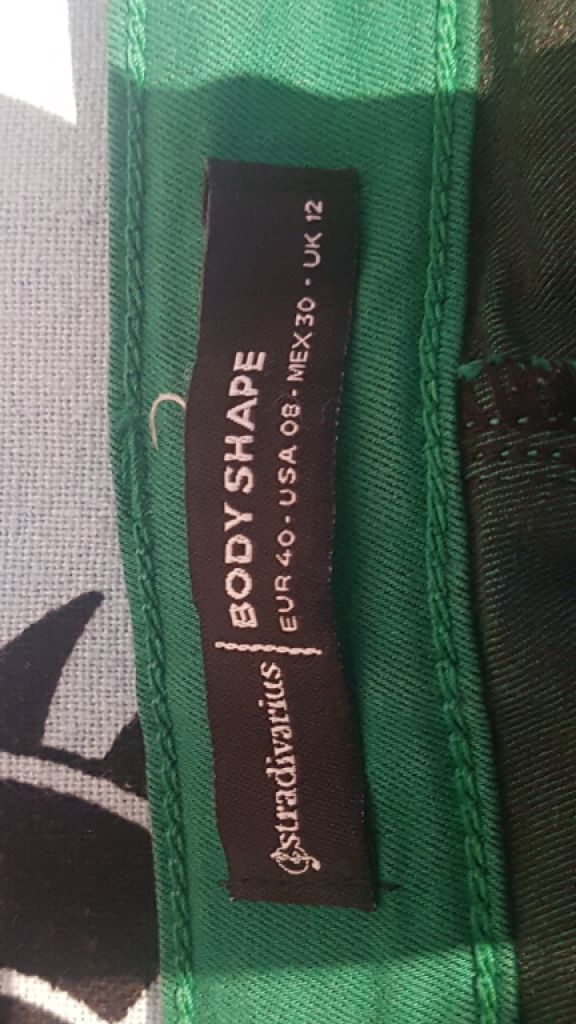 stradivarius
BODY SHAPE
EUR 40 - USA 08 - MEX 30 - UK 12